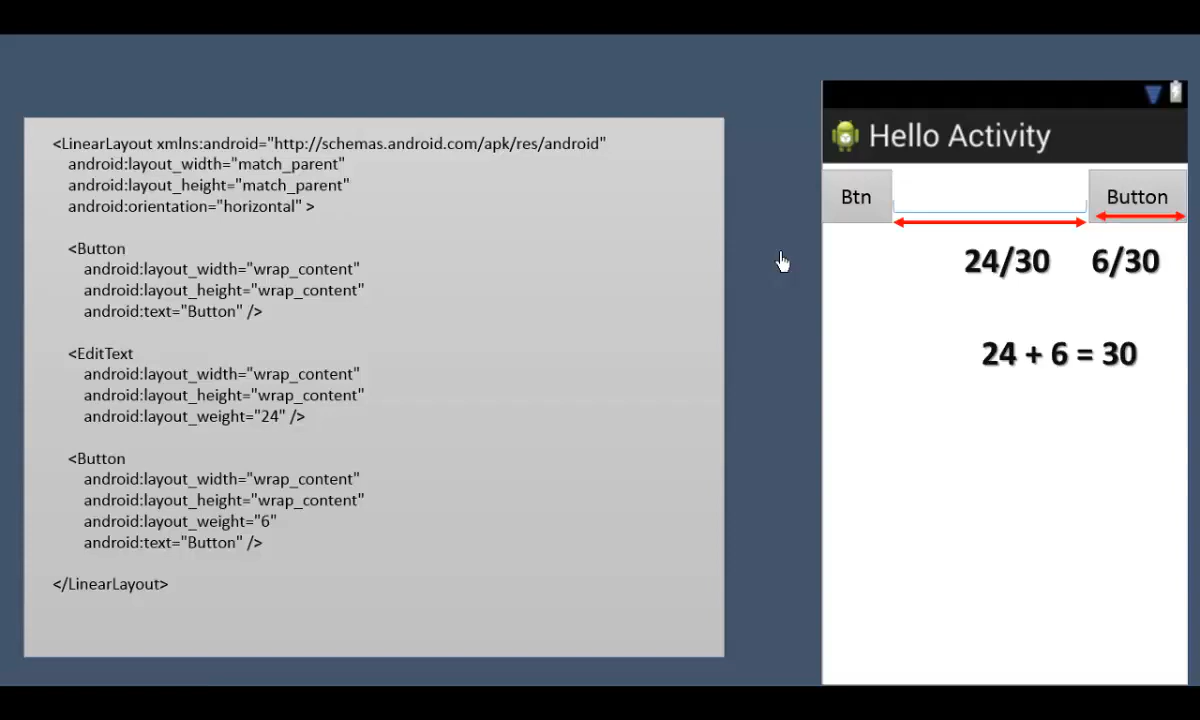 <LinearLayout xmlns:android="http://schemas.android.com/apk/res/android"
android:layout_width="match_parent"
android:layout_height="match_parent"
android:orientation="horizontal" >
<Button
android:layout_width="wrap_content"
android:layout_height="wrap_content"
android:text="Button" />
<EditText
android:layout_width="wrap_content"
android:layout_height="wrap_content"
android:layout_weight="24" />
<Button
android:layout_width="wrap_content"
android:layout_height="wrap_content"
android:layout_weight="6"
android:text="Button" />
</LinearLayout>
Hello Activity
Btn Button
24/30 6/30
24 + 6 = 30